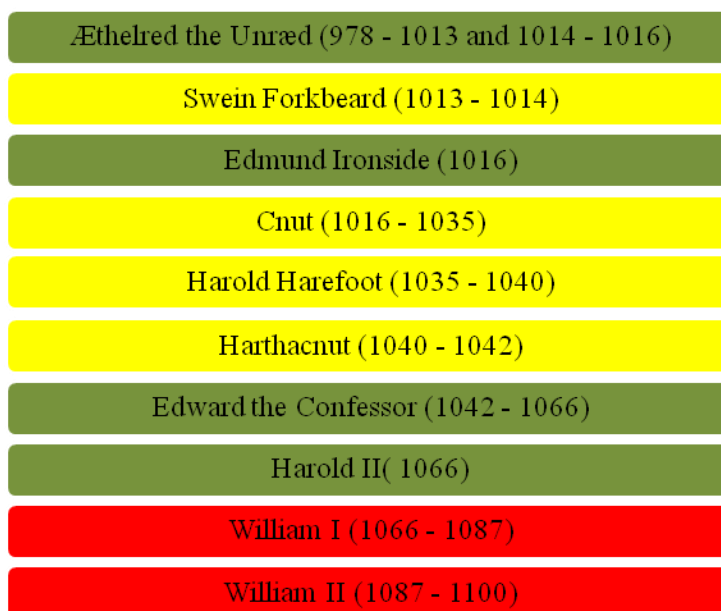 Æthelred the Unræd (978 - 1013 and 1014 - 1016)
Swein Forkbeard (1013 - 1014)
Edmund Ironside (1016)
Cnut (1016 - 1035)
Harold Harefoot (1035 - 1040)
Harthacnut (1040 - 1042)
Edward the Confessor (1042 - 1066)
Harold II( 1066)
William I (1066 - 1087)
William II (1087 - 1100)